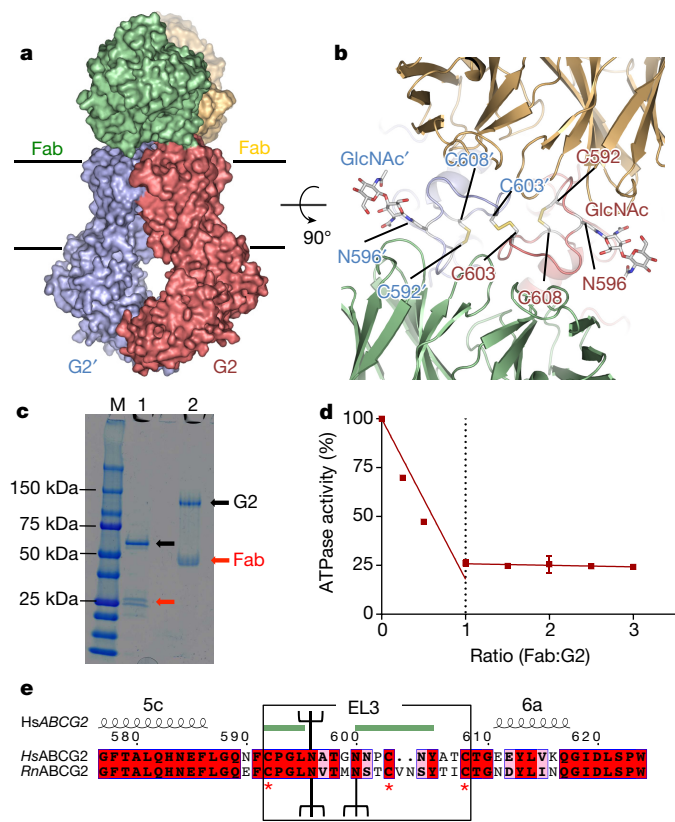 a
Fab
Fab
G2′
G2
90°
b
GlcNAc′
C608′
C603′
C592
GlcNAc
N596′
C592′
C603
C608
N596
c
M 1 2
150 kDa
75 kDa
50 kDa
25 kDa
G2
Fab
d
ATPase activity (%)
100
75
50
25
0
0 1 2 3
Ratio (Fab:G2)
e
5c EL3 6a
HsABCG2
580 590 600 610 620
HsABCG2 GFTALQHNEFLGQNFCPGLNATGNNPC..NYATCTGEEYLVKQGIDLSPW
RnABCG2 GFTALQHNEFLGQEFCPGLNVTMNSTCVNSYTICTGNDYLINQGIDLSPW
* * *